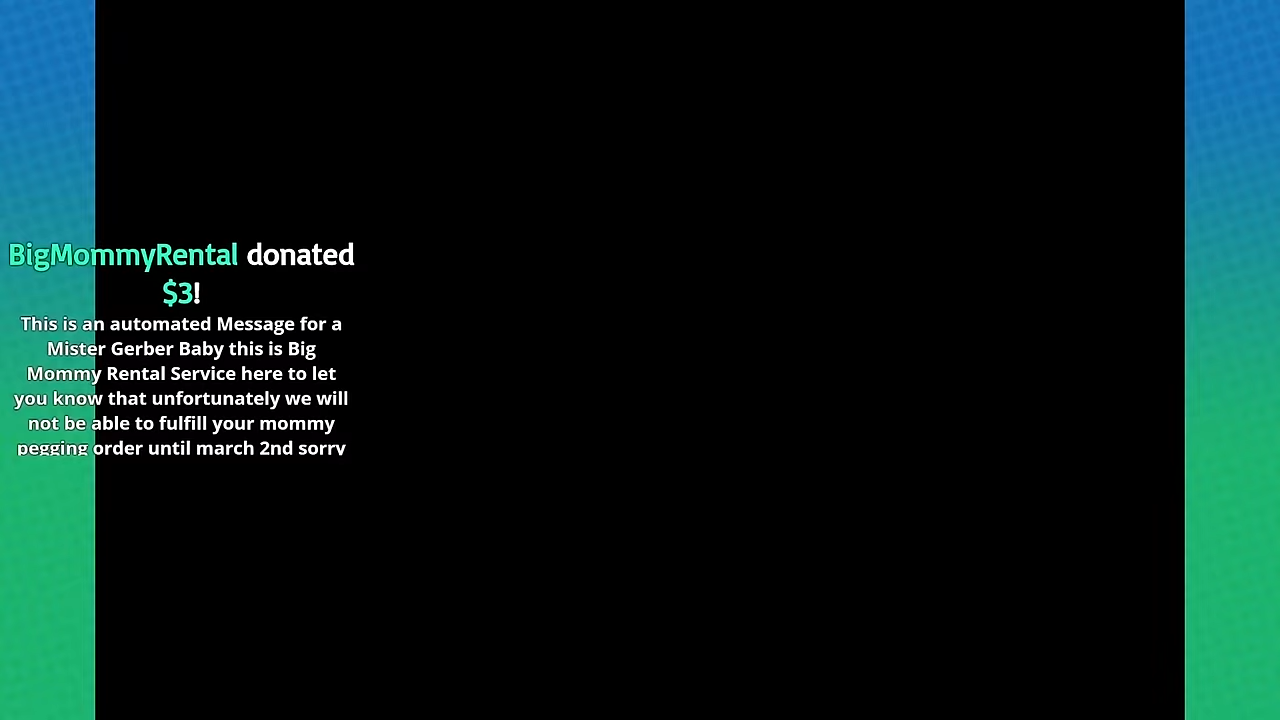 BigMommyRental donated
$3!
This is an automated Message for a
Mister Gerber Baby this is Big
Mommy Rental Service here to let
you know that unfortunately we will
not be able to fulfill your mommy
pegging order until march 2nd sorry